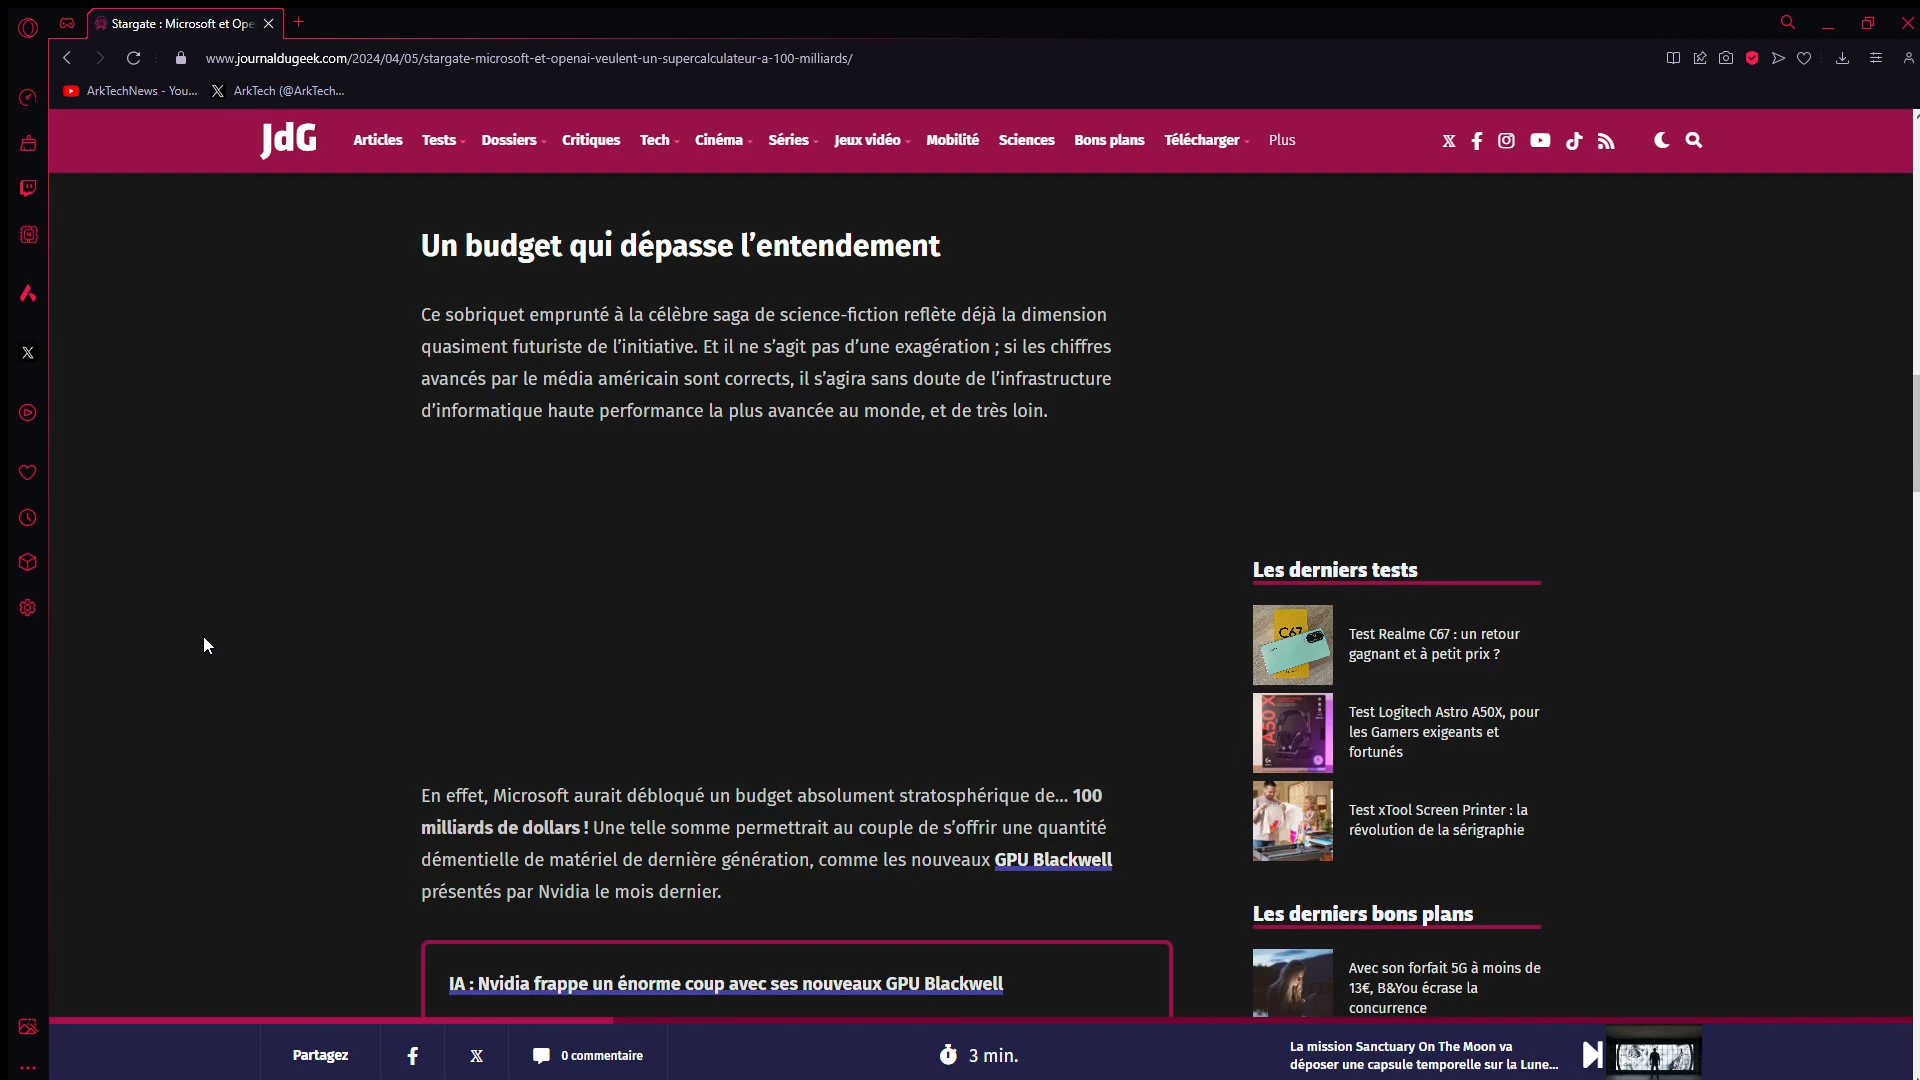 Stargate : Microsoft et Ope
www.journaldugeek.com/2024/04/05/stargate-microsoft-et-openai-veulent-un-supercalculateur-a-100-milliards/
ArkTechNews - You...
ArkTech (@ArkTech...
JdG
Articles
Tests
Dossiers
Critiques
Tech
Cinéma
Séries
Jeux vidéo
Mobilité
Sciences
Bons plans
Télécharger
Plus
Un budget qui dépasse l’entendement
Ce sobriquet emprunté à la célèbre saga de science-fiction reflète déjà la dimension
quasiment futuriste de l’initiative. Et il ne s’agit pas d’une exagération ; si les chiffres
avancés par le média américain sont corrects, il s’agira sans doute de l’infrastructure
d’informatique haute performance la plus avancée au monde, et de très loin.
En effet, Microsoft aurait débloqué un budget absolument stratosphérique de… 100
milliards de dollars ! Une telle somme permettrait au couple de s’offrir une quantité
démentielle de matériel de dernière génération, comme les nouveaux GPU Blackwell
présentés par Nvidia le mois dernier.
IA : Nvidia frappe un énorme coup avec ses nouveaux GPU Blackwell
Les derniers tests
C67
Test Realme C67 : un retour
gagnant et à petit prix ?
A50 X
Test Logitech Astro A50X, pour
les Gamers exigeants et
fortunés
Test xTool Screen Printer : la
révolution de la sérigraphie
Les derniers bons plans
Avec son forfait 5G à moins de
13€, B&You écrase la
concurrence
Partagez
0 commentaire
3 min.
La mission Sanctuary On The Moon va
déposer une capsule temporelle sur la Lune...